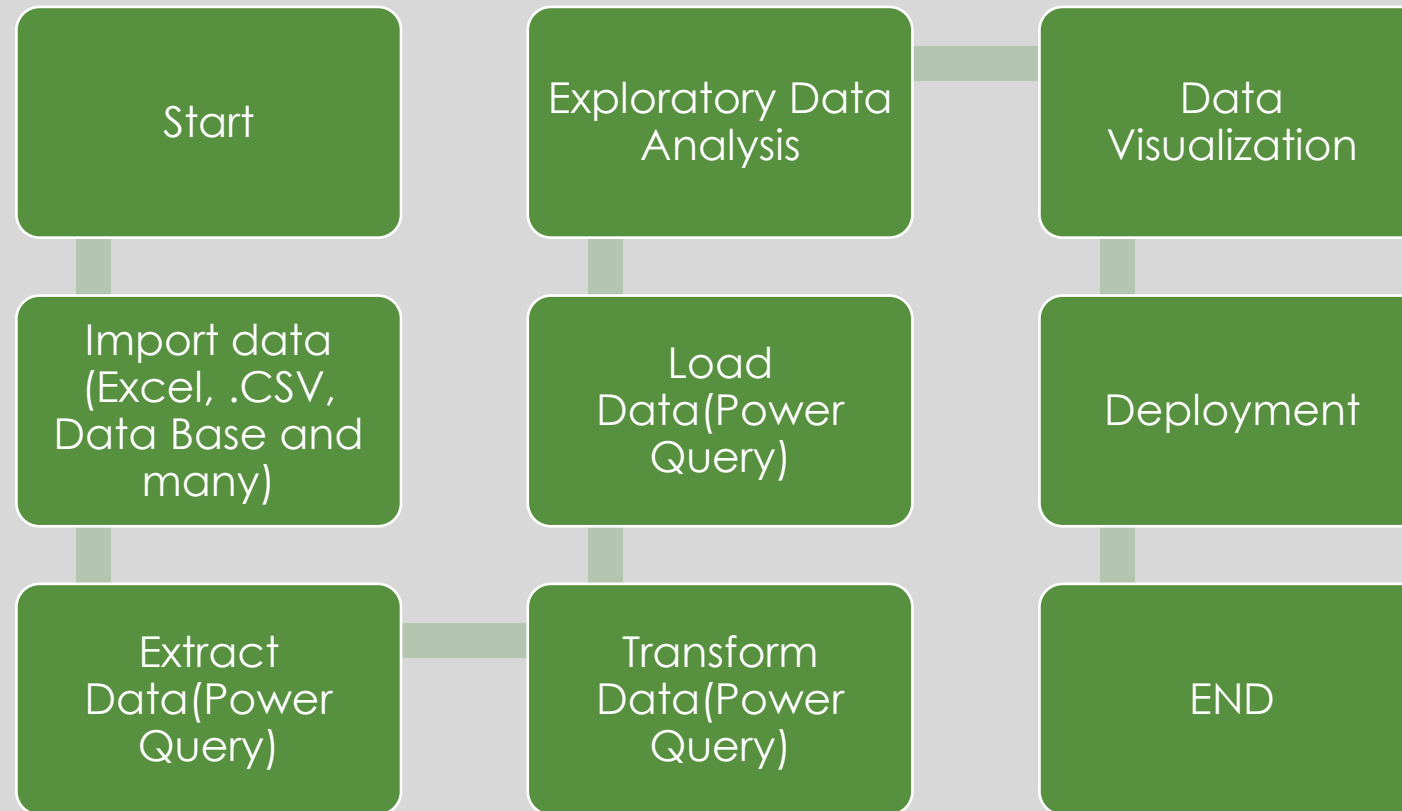 Start
Import data
(Excel, .CSV,
Data Base and
many)
Extract
Data(Power
Query)
Transform
Data(Power
Query)
Load
Data(Power
Query)
Exploratory Data
Analysis
Data
Visualization
Deployment
END